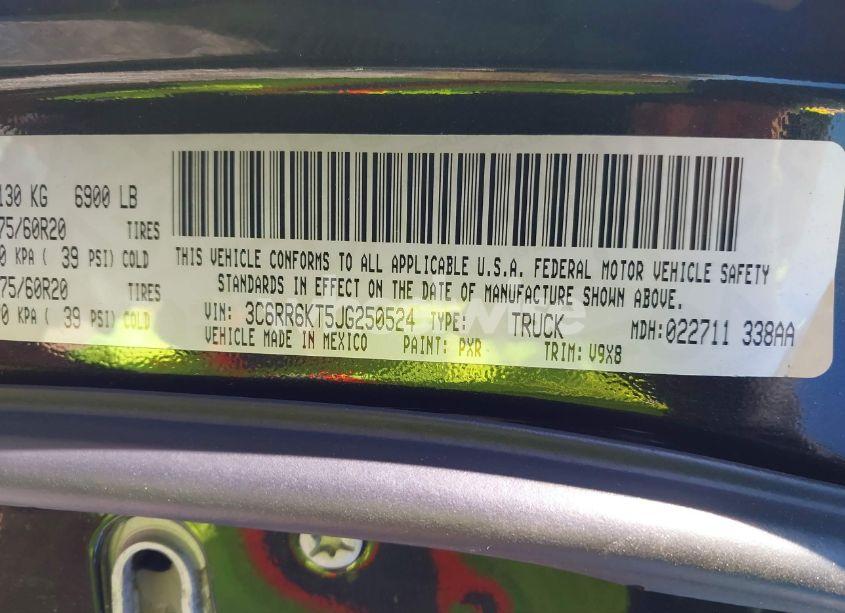 130 KG 6900 LB
75/60R20 TIRES
0 KPA ( 39 PSI) COLD
75/60R20 TIRES
0 KPA ( 39 PSI) COLD
THIS VEHICLE CONFORMS TO ALL APPLICABLE U.S.A. FEDERAL MOTOR VEHICLE SAFETY
STANDARDS IN EFFECT ON THE DATE OF MANUFACTURE SHOWN ABOVE.
VIN: 3C6RR6KT5JG250524 TYPE: TRUCK MDH:022711 338AA
VEHICLE MADE IN MEXICO PAINT: PXR TRIM: V9X8